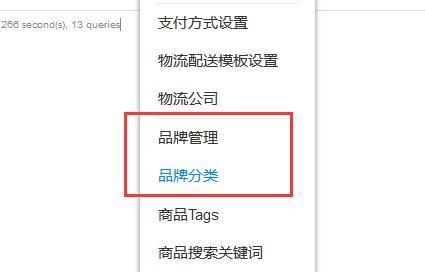 支付方式设置
266 second(s), 13 queries
物流配送模板设置
物流公司
品牌管理
品牌分类
商品Tags
商品搜索关键词